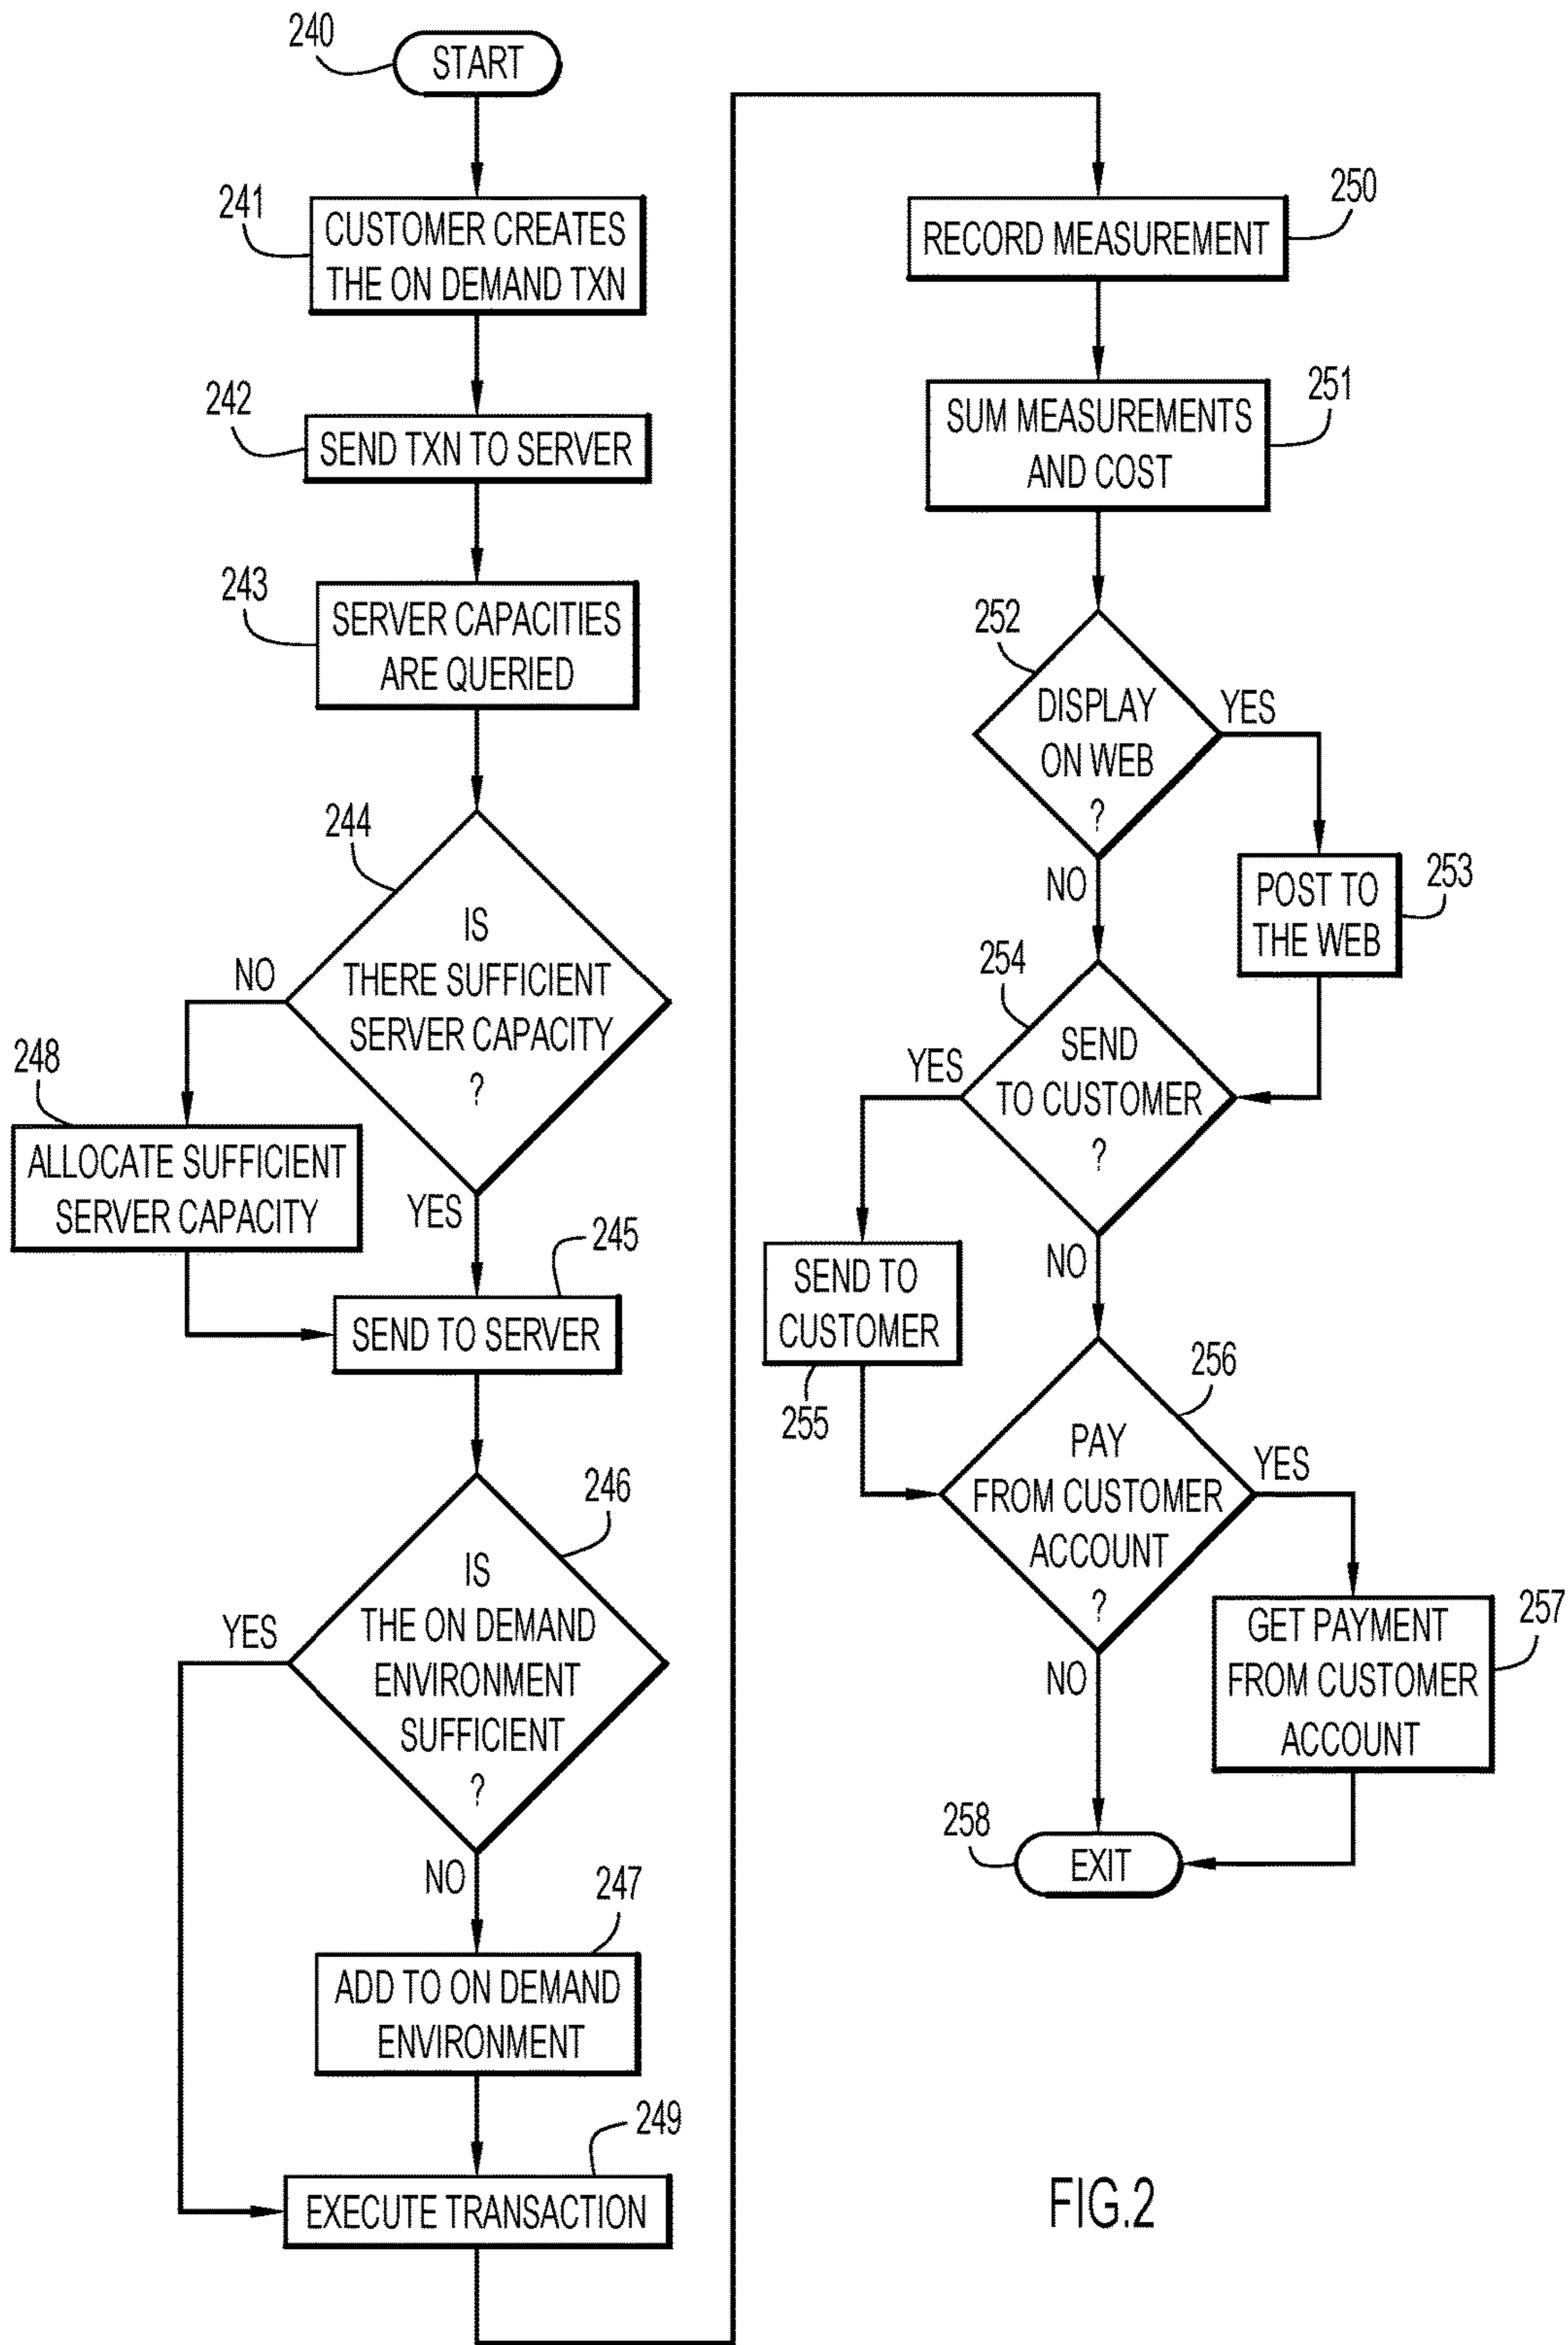 240
START
241
CUSTOMER CREATES
THE ON DEMAND TXN
242
SEND TXN TO SERVER
243
SERVER CAPACITIES
ARE QUERIED
244
IS
THERE SUFFICIENT
SERVER CAPACITY
?
NO
YES
248
ALLOCATE SUFFICIENT
SERVER CAPACITY
245
SEND TO SERVER
246
IS
THE ON DEMAND
ENVIRONMENT
SUFFICIENT
?
YES
NO
247
ADD TO ON DEMAND
ENVIRONMENT
249
EXECUTE TRANSACTION
250
RECORD MEASUREMENT
251
SUM MEASUREMENTS
AND COST
252
DISPLAY
ON WEB
?
YES
NO
253
POST TO
THE WEB
254
SEND
TO CUSTOMER
?
YES
NO
SEND TO
CUSTOMER
255
256
PAY
FROM CUSTOMER
ACCOUNT
?
YES
NO
257
GET PAYMENT
FROM CUSTOMER
ACCOUNT
258
EXIT
FIG.2